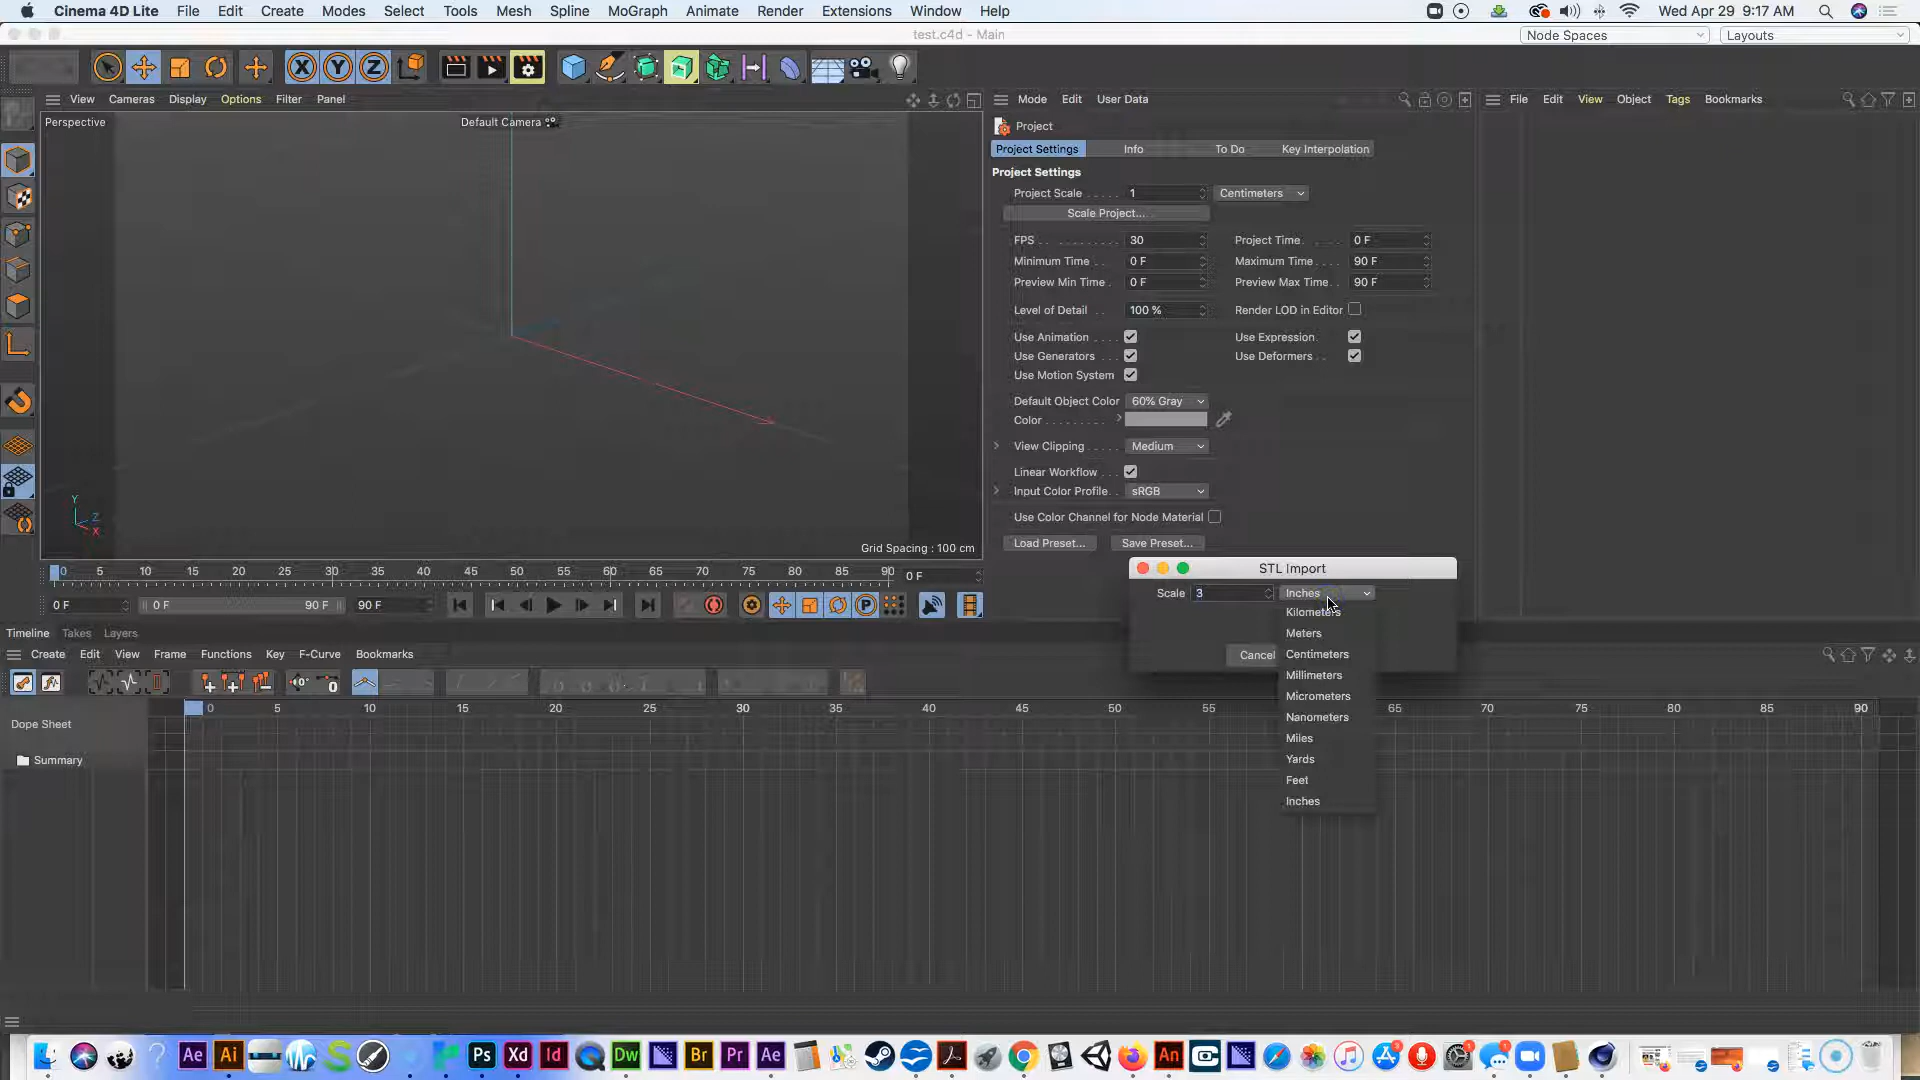 Cinema 4D Lite File Edit Create Modes Select Tools Mesh Spline MoGraph Animate Render Extensions Window Help Wed Apr 29 9:17 AM
test.c4d - Main
Node Spaces
Layouts
X Y Z
View Cameras Display Options Filter Panel
Mode Edit User Data
File Edit View Object Tags Bookmarks
Perspective
Default Camera
Project
Project Settings Info To Do Key Interpolation
Project Settings
Project Scale 1 Centimeters
Scale Project...
FPS 30 Project Time 0 F
Minimum Time 0 F Maximum Time 90 F
Preview Min Time 0 F Preview Max Time 90 F
Level of Detail 100 % Render LOD in Editor
Use Animation Use Expression
Use Generators Use Deformers
Use Motion System
Default Object Color 60% Gray
Color
View Clipping Medium
Linear Workflow
Input Color Profile sRGB
Use Color Channel for Node Material
Load Preset... Save Preset...
Y
Z
X
Grid Spacing : 100 cm
0 5 10 15 20 25 30 35 40 45 50 55 60 65 70 75 80 85 90 0 F
0 F 0 F 90 F 90 F
P
STL Import
Scale 3 Inches
Kilometers
Meters
Centimeters
Millimeters
Micrometers
Nanometers
Miles
Yards
Feet
Inches
Cancel
Timeline Takes Layers
Create Edit View Frame Functions Key F-Curve Bookmarks
0 5 10 15 20 25 30 35 40 45 50 55 65 70 75 80 85 90
Dope Sheet
Summary
Ae Ai Ps Xd Id Dw Br Pr Ae An